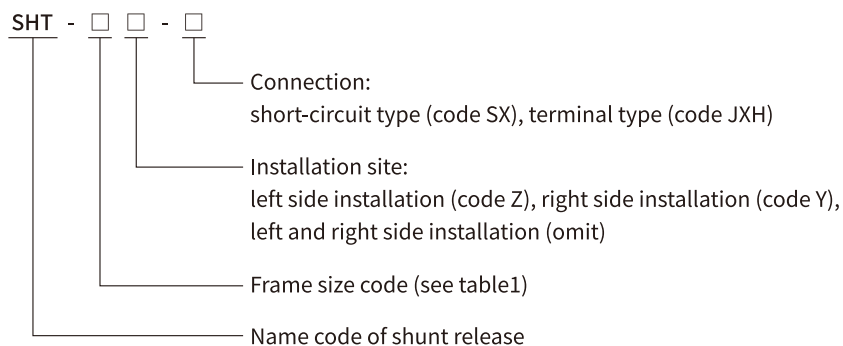 SHT - □ □ - □
Connection:
short-circuit type (code SX), terminal type (code JXH)
Installation site:
left side installation (code Z), right side installation (code Y),
left and right side installation (omit)
Frame size code (see table1)
Name code of shunt release